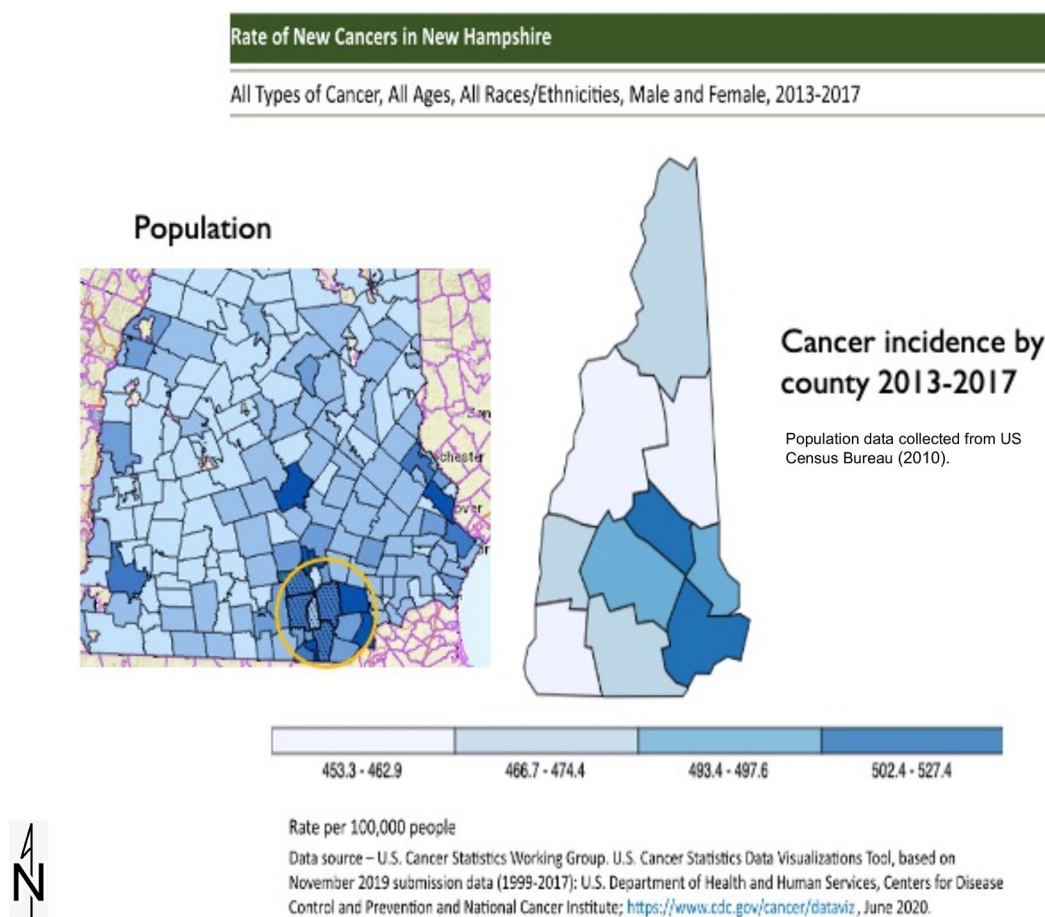 Rate of New Cancers in New Hampshire
All Types of Cancer, All Ages, All Races/Ethnicities, Male and Female, 2013-2017
Population
Cancer incidence by
county 2013-2017
Population data collected from US
Census Bureau (2010).
chester
over
453.3 - 462.9
466.7 - 474.4
493.4 - 497.6
502.4 - 527.4
Rate per 100,000 people
Data source – U.S. Cancer Statistics Working Group. U.S. Cancer Statistics Data Visualizations Tool, based on
November 2019 submission data (1999-2017): U.S. Department of Health and Human Services, Centers for Disease
Control and Prevention and National Cancer Institute; https://www.cdc.gov/cancer/dataviz, June 2020.
N